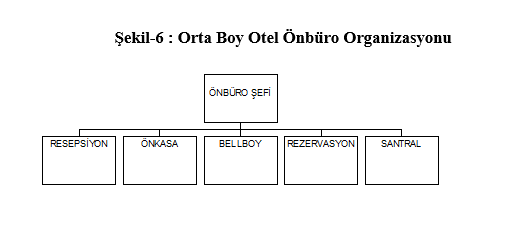 Şekil-6 : Orta Boy Otel Önbüro Organizasyonu
ÖNBÜRO ŞEFİ
RESEPSİYON
ÖNKASA
BELLBOY
REZERVASYON
SANTRAL